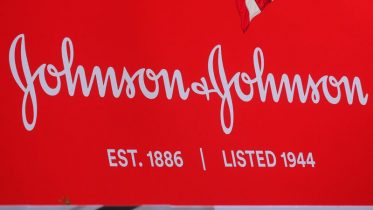 Johnson & Johnson
EST. 1886 | LISTED 1944